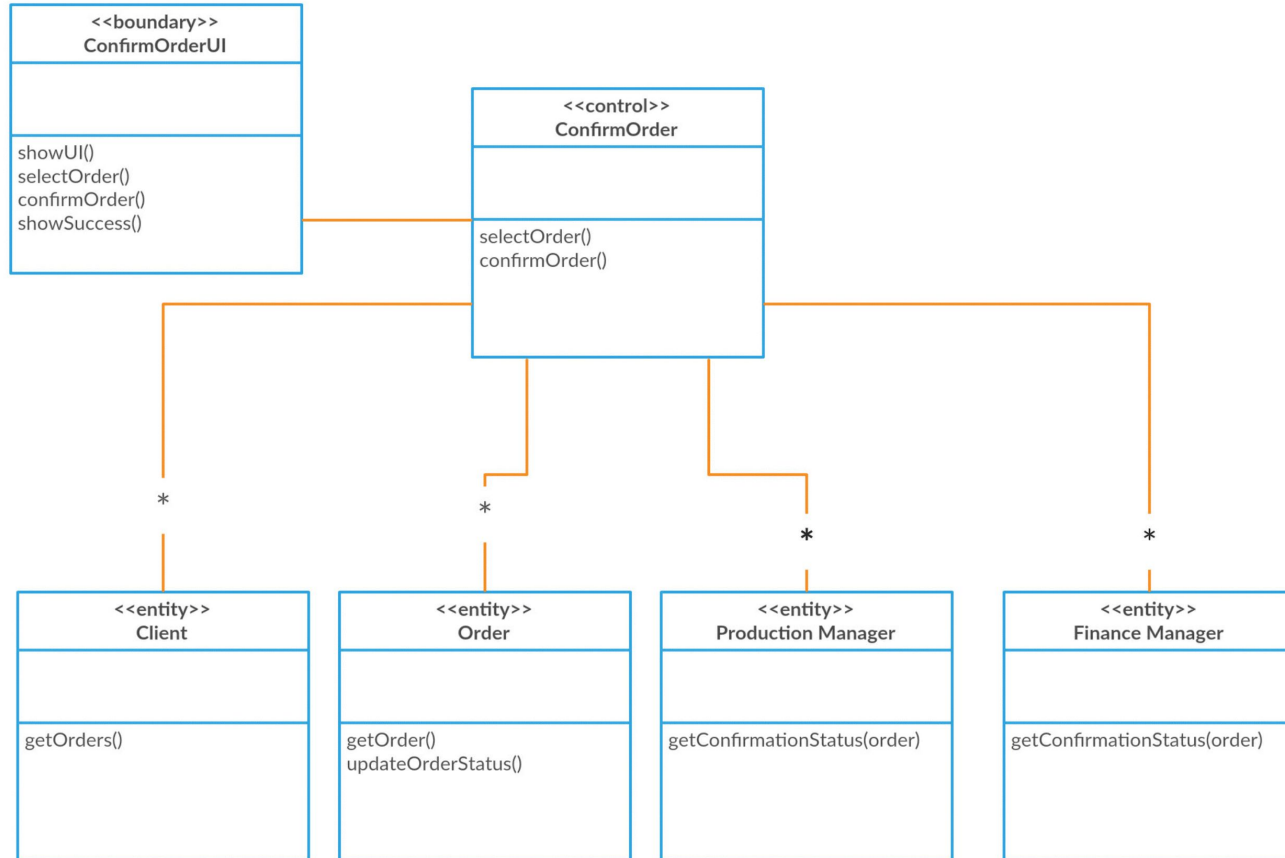 <<boundary>>
ConfirmOrderUI
showUI()
selectOrder()
confirmOrder()
showSuccess()
<<control>>
ConfirmOrder
selectOrder()
confirmOrder()
*
*
*
*
<<entity>>
Client
getOrders()
<<entity>>
Order
getOrder()
updateOrderStatus()
<<entity>>
Production Manager
getConfirmationStatus(order)
<<entity>>
Finance Manager
getConfirmationStatus(order)